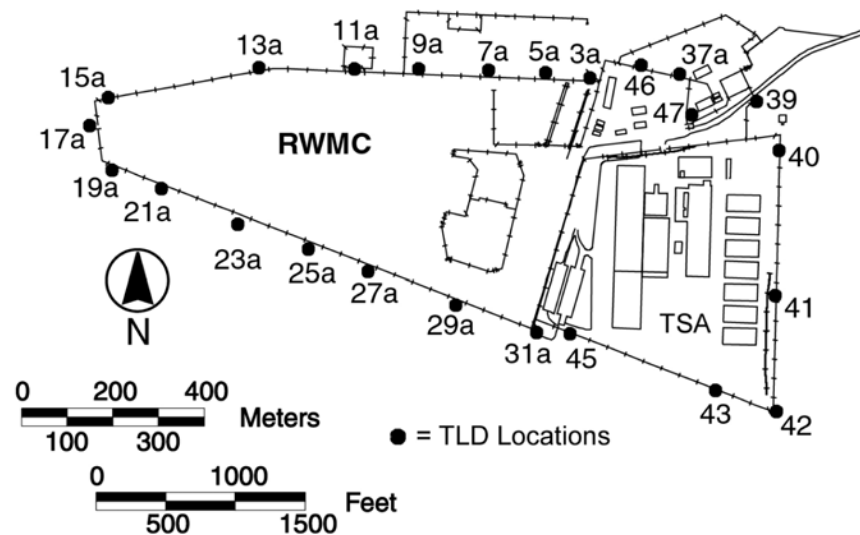 11a
9a
7a
5a
3a
46
37a
13a
15a
39
47
17a
RWMC
40
19a
21a
23a
25a
27a
41
29a
TSA
31a
45
N
43
42
0 200 400
Meters
100 300
= TLD Locations
0 1000
Feet
500 1500